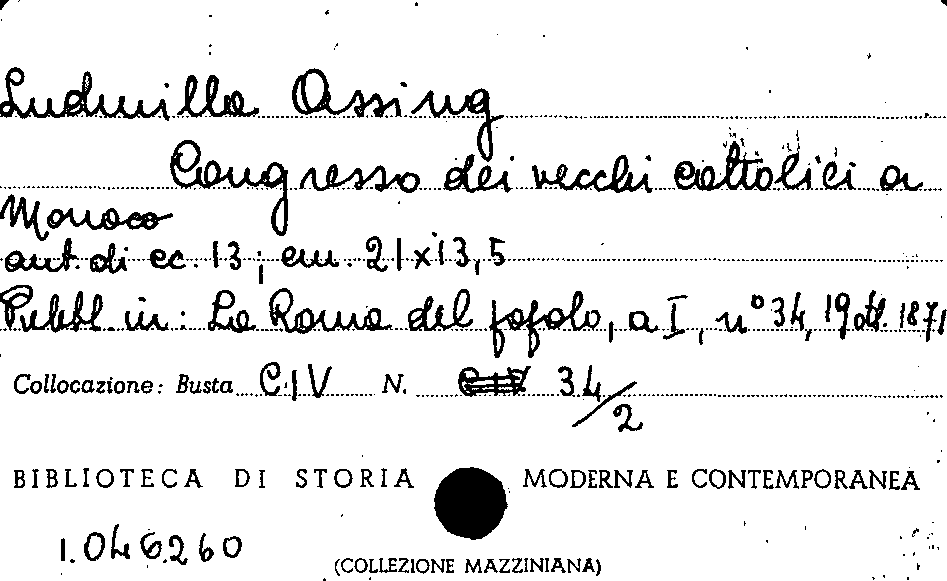 Ludmilla Assing
Congresso dei vecchi cattolici a
Monaco
aut. di cc. 13; cm. 21x13,5
Pubbl. in: La Roma del popolo, a I, n° 34, 19 ott. 1871
Collocazione: Busta CIV N. 34/2
BIBLIOTECA DI STORIA MODERNA E CONTEMPORANEA
1.046260
(COLLEZIONE MAZZINIANA)